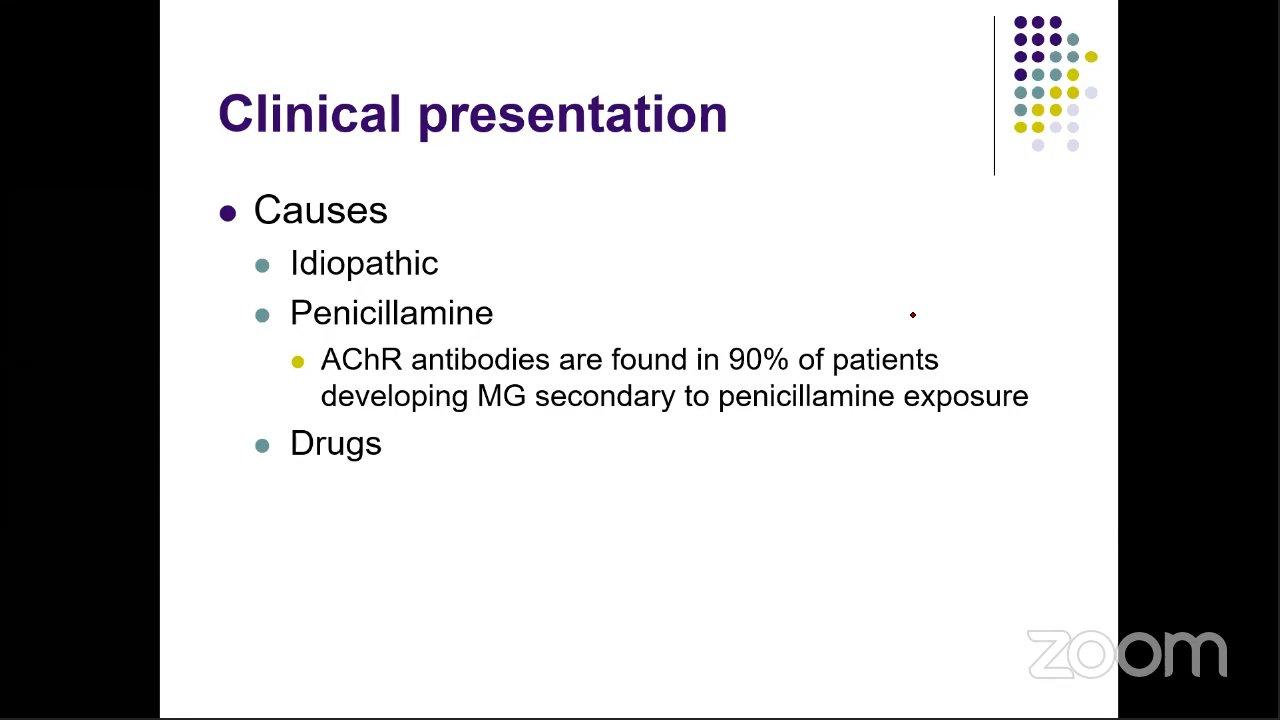 Clinical presentation
Causes
Idiopathic
Penicillamine
AChR antibodies are found in 90% of patients
developing MG secondary to penicillamine exposure
Drugs
zoom